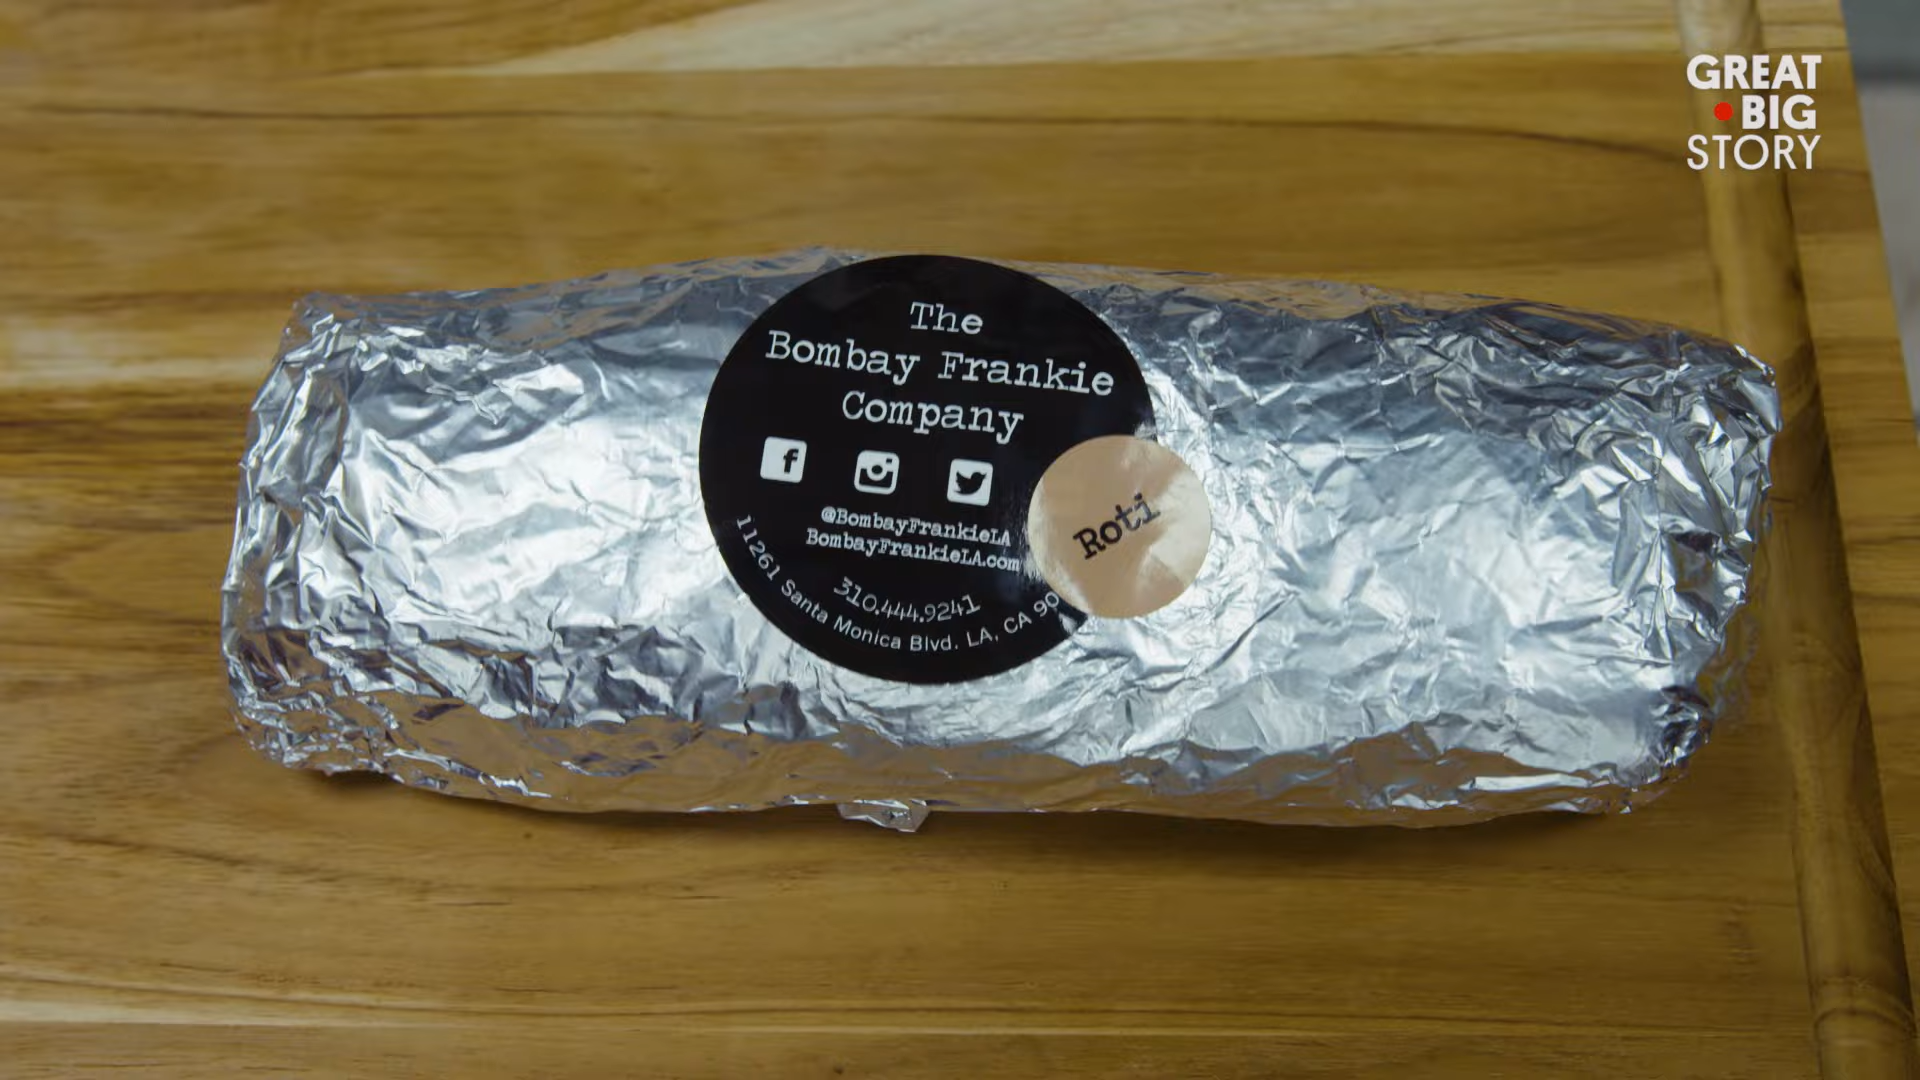 GREAT
BIG
STORY
The
Bombay Frankie
Company
@BombayFrankieLA
BombayFrankieLA.com
310.444.9241
11261 Santa Monica Blvd. LA, CA 90
Roti